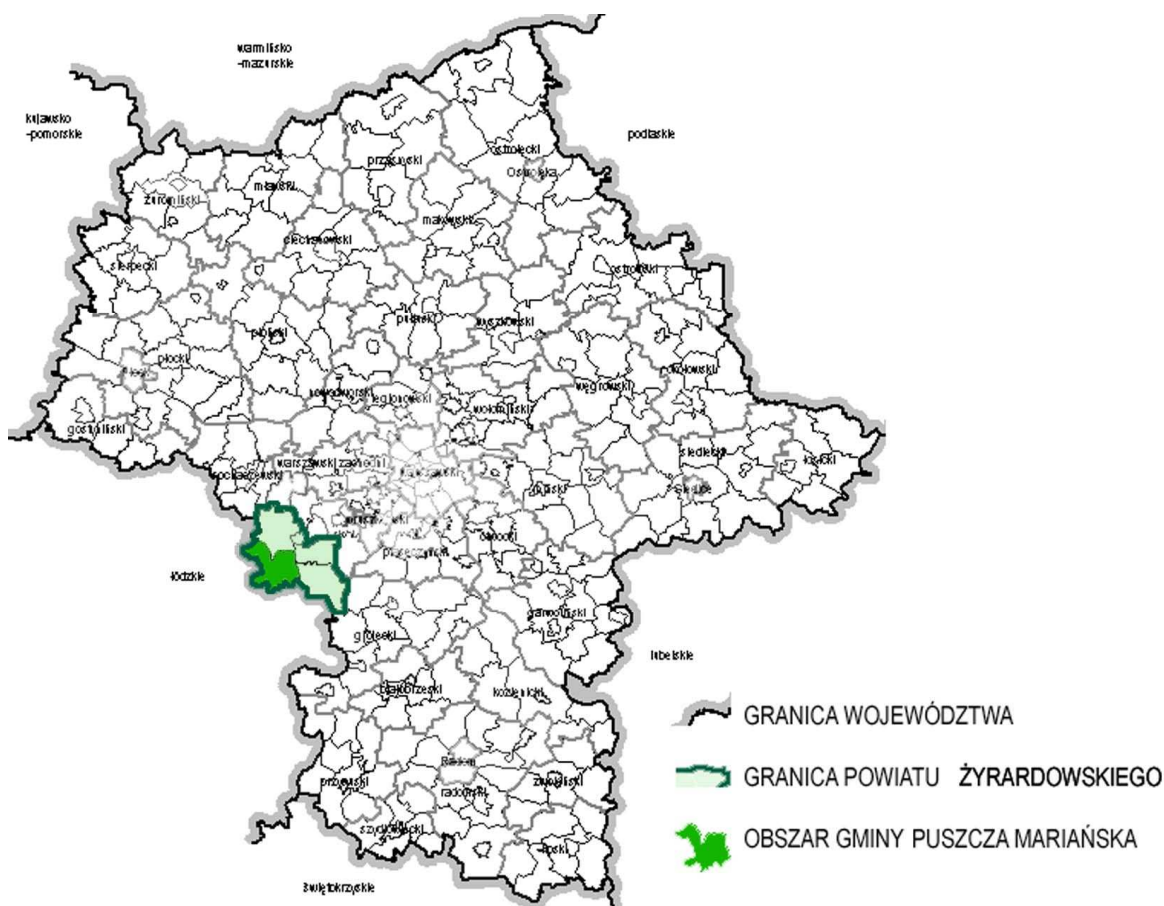 warmińsko
-mazurskie
kujawsko
-pomorskie
podlaskie
ostrołęcki
przasnyski
Ostrołęka
mławski
żuromiński
makowski
ciechanowski
sierpecki
ostrowski
pułtuski
wyszkowski
płoński
płocki
sokołowski
węgrowski
nowodworski
legionowski
wołomiński
gostyniński
siedlecki
łosicki
warszawski zachodni
sochaczewski
warszawski
Siedlce
miński
piaseczyński
otwocki
łódzkie
garwoliński
grójecki
lubelskie
białobrzeski
kozienicki
GRANICA WOJEWÓDZTWA
Radom
GRANICA POWIATU ŻYRARDOWSKIEGO
przysuski
zwoleński
radomski
szydłowiecki
OBSZAR GMINY PUSZCZA MARIAŃSKA
lipski
świętokrzyskie